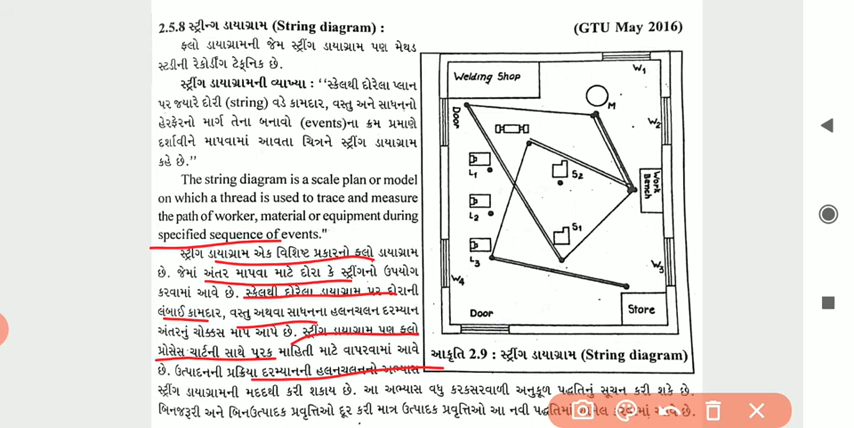 2.5.8 સ્ટ્રીન્ગ ડાયાગ્રામ (String diagram) : (GTU May 2016)
ફ્લો ડાયાગ્રામની જેમ સ્ટ્રીંગ ડાયાગ્રામ પણ મેથડ
સ્ટડીની રેકોર્ડીંગ ટેક્નિક છે.
સ્ટ્રીંગ ડાયાગ્રામની વ્યાખ્યા : "સ્કેલથી દોરેલા પ્લાન
પર જ્યારે દોરી (string) વડે કામદાર, વસ્તુ અને સાધનનો
હેરફેરનો માર્ગ તેના બનાવો (events)ના ક્રમ પ્રમાણે
દર્શાવીને માપવામાં આવતા ચિત્રને સ્ટ્રીંગ ડાયાગ્રામ
કહે છે."
The string diagram is a scale plan or model
on which a thread is used to trace and measure
the path of worker, material or equipment during
specified sequence of events."
સ્ટ્રીંગ ડાયાગ્રામ એક વિશિષ્ટ પ્રકારનો ફ્લો ડાયાગ્રામ
છે. જેમાં અંતર માપવા માટે દોરા કે સ્ટ્રીંગનો ઉપયોગ
કરવામાં આવે છે. સ્કેલથી દોરેલા ડાયાગ્રામ પર દોરાની
લંબાઈ કામદાર, વસ્તુ અથવા સાધનના હલનચલન દરમ્યાન
અંતરનું ચોક્કસ માપ આપે છે. સ્ટ્રીંગ ડાયાગ્રામ પણ ફ્લો
પ્રોસેસ ચાર્ટની સાથે પૂરક માહિતી માટે વાપરવામાં આવે
છે. ઉત્પાદનની પ્રક્રિયા દરમ્યાનની હલનચલનનો અભ્યાસ
સ્ટ્રીંગ ડાયાગ્રામની મદદથી કરી શકાય છે. આ અભ્યાસ વધુ કરકસરવાળી અનુકૂળ પદ્ધતિનું સૂચન કરી શકે છે.
બિનજરૂરી અને બિનઉત્પાદક પ્રવૃત્તિઓ દૂર કરી માત્ર ઉત્પાદક પ્રવૃત્તિઓ આ નવી છે.
Welding Shop
W1
M
Door
W2
L1
S2
Work Bench
L2
S1
L3
W3
W4
Door
Store
આકૃતિ 2.9 : સ્ટ્રીંગ ડાયાગ્રામ (String diagram)